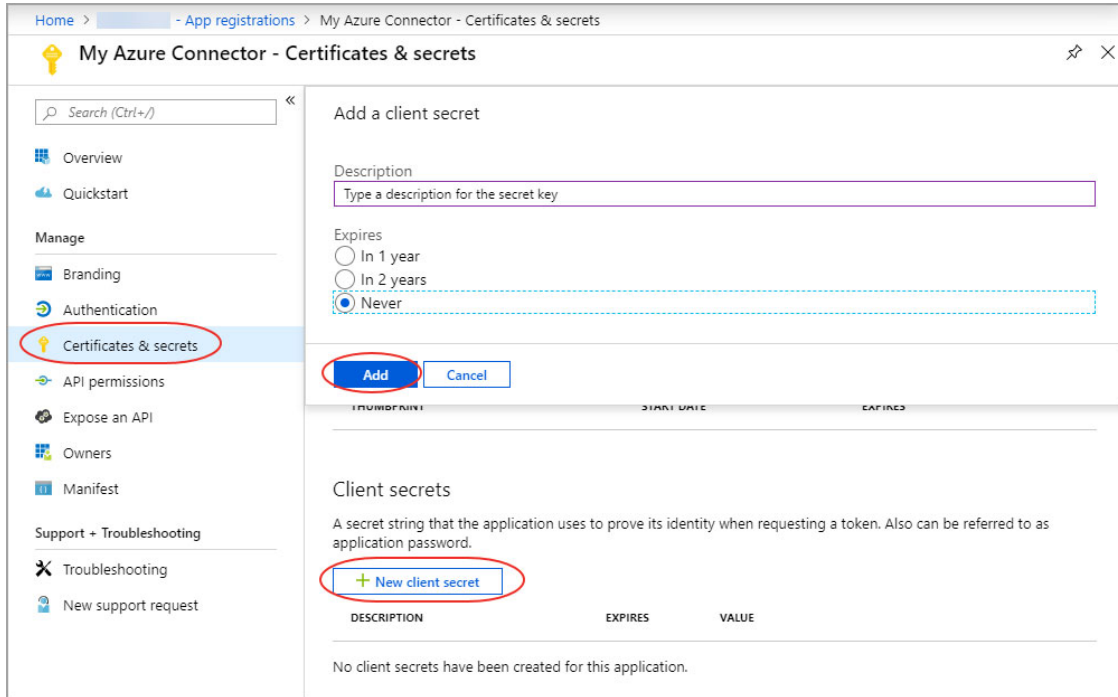 Home > - App registrations > My Azure Connector - Certificates & secrets
My Azure Connector - Certificates & secrets
Search (Ctrl+/)
«
Overview
Quickstart
Manage
Branding
Authentication
Certificates & secrets
API permissions
Expose an API
Owners
Manifest
Support + Troubleshooting
Troubleshooting
New support request
Add a client secret
Description
Type a description for the secret key
Expires
In 1 year
In 2 years
Never
Add Cancel
THUMBPRINT START DATE EXPIRES
Client secrets
A secret string that the application uses to prove its identity when requesting a token. Also can be referred to as
application password.
+ New client secret
DESCRIPTION EXPIRES VALUE
No client secrets have been created for this application.